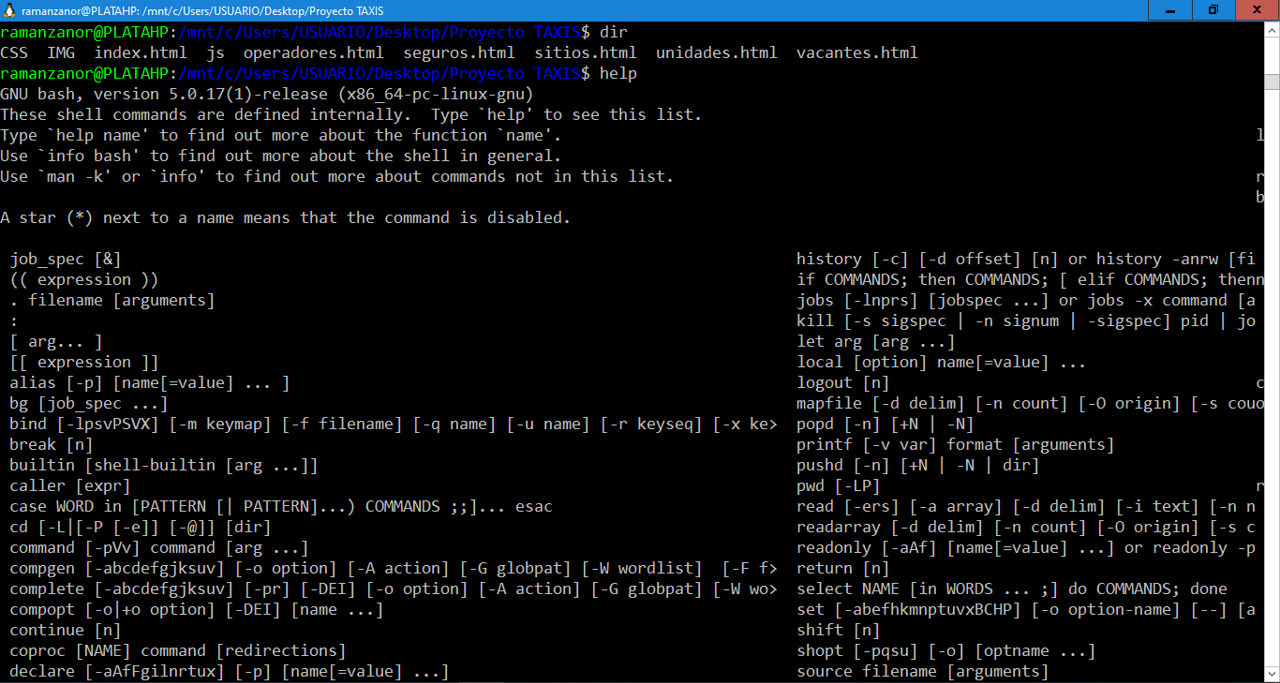 ramanzanor@PLATAHP: /mnt/c/Users/USUARIO/Desktop/Proyecto TAXIS
ramanzanor@PLATAHP:/mnt/c/Users/USUARIO/Desktop/Proyecto TAXIS$ dir
CSS  IMG  index.html  js  operadores.html  seguros.html  sitios.html  unidades.html  vacantes.html
ramanzanor@PLATAHP:/mnt/c/Users/USUARIO/Desktop/Proyecto TAXIS$ help
GNU bash, version 5.0.17(1)-release (x86_64-pc-linux-gnu)
These shell commands are defined internally.  Type `help' to see this list.
Type `help name' to find out more about the function `name'.
Use `info bash' to find out more about the shell in general.
Use `man -k' or `info' to find out more about commands not in this list.
A star (*) next to a name means that the command is disabled.
job_spec [&]  history [-c] [-d offset] [n] or history -anrw [fi
(( expression ))  if COMMANDS; then COMMANDS; [ elif COMMANDS; thenn
. filename [arguments]  jobs [-lnprs] [jobspec ...] or jobs -x command [a
:  kill [-s sigspec | -n signum | -sigspec] pid | jo
[ arg... ]  let arg [arg ...]
[[ expression ]]  local [option] name[=value] ...
alias [-p] [name[=value] ... ]  logout [n]
bg [job_spec ...]  mapfile [-d delim] [-n count] [-O origin] [-s couo
bind [-lpsvPSVX] [-m keymap] [-f filename] [-q name] [-u name] [-r keyseq] [-x ke>  popd [-n] [+N | -N]
break [n]  printf [-v var] format [arguments]
builtin [shell-builtin [arg ...]]  pushd [-n] [+N | -N | dir]
caller [expr]  pwd [-LP]
case WORD in [PATTERN [| PATTERN]...) COMMANDS ;;]... esac  read [-ers] [-a array] [-d delim] [-i text] [-n n
cd [-L|[-P [-e]] [-@]] [dir]  readarray [-d delim] [-n count] [-O origin] [-s c
command [-pVv] command [arg ...]  readonly [-aAf] [name[=value] ...] or readonly -p
compgen [-abcdefgjksuv] [-o option] [-A action] [-G globpat] [-W wordlist]  [-F f>  return [n]
complete [-abcdefgjksuv] [-pr] [-DEI] [-o option] [-A action] [-G globpat] [-W wo>  select NAME [in WORDS ... ;] do COMMANDS; done
compopt [-o|+o option] [-DEI] [name ...]  set [-abefhkmnptuvxBCHP] [-o option-name] [--] [a
continue [n]  shift [n]
coproc [NAME] command [redirections]  shopt [-pqsu] [-o] [optname ...]
declare [-aAfFgilnrtux] [-p] [name[=value] ...]  source filename [arguments]